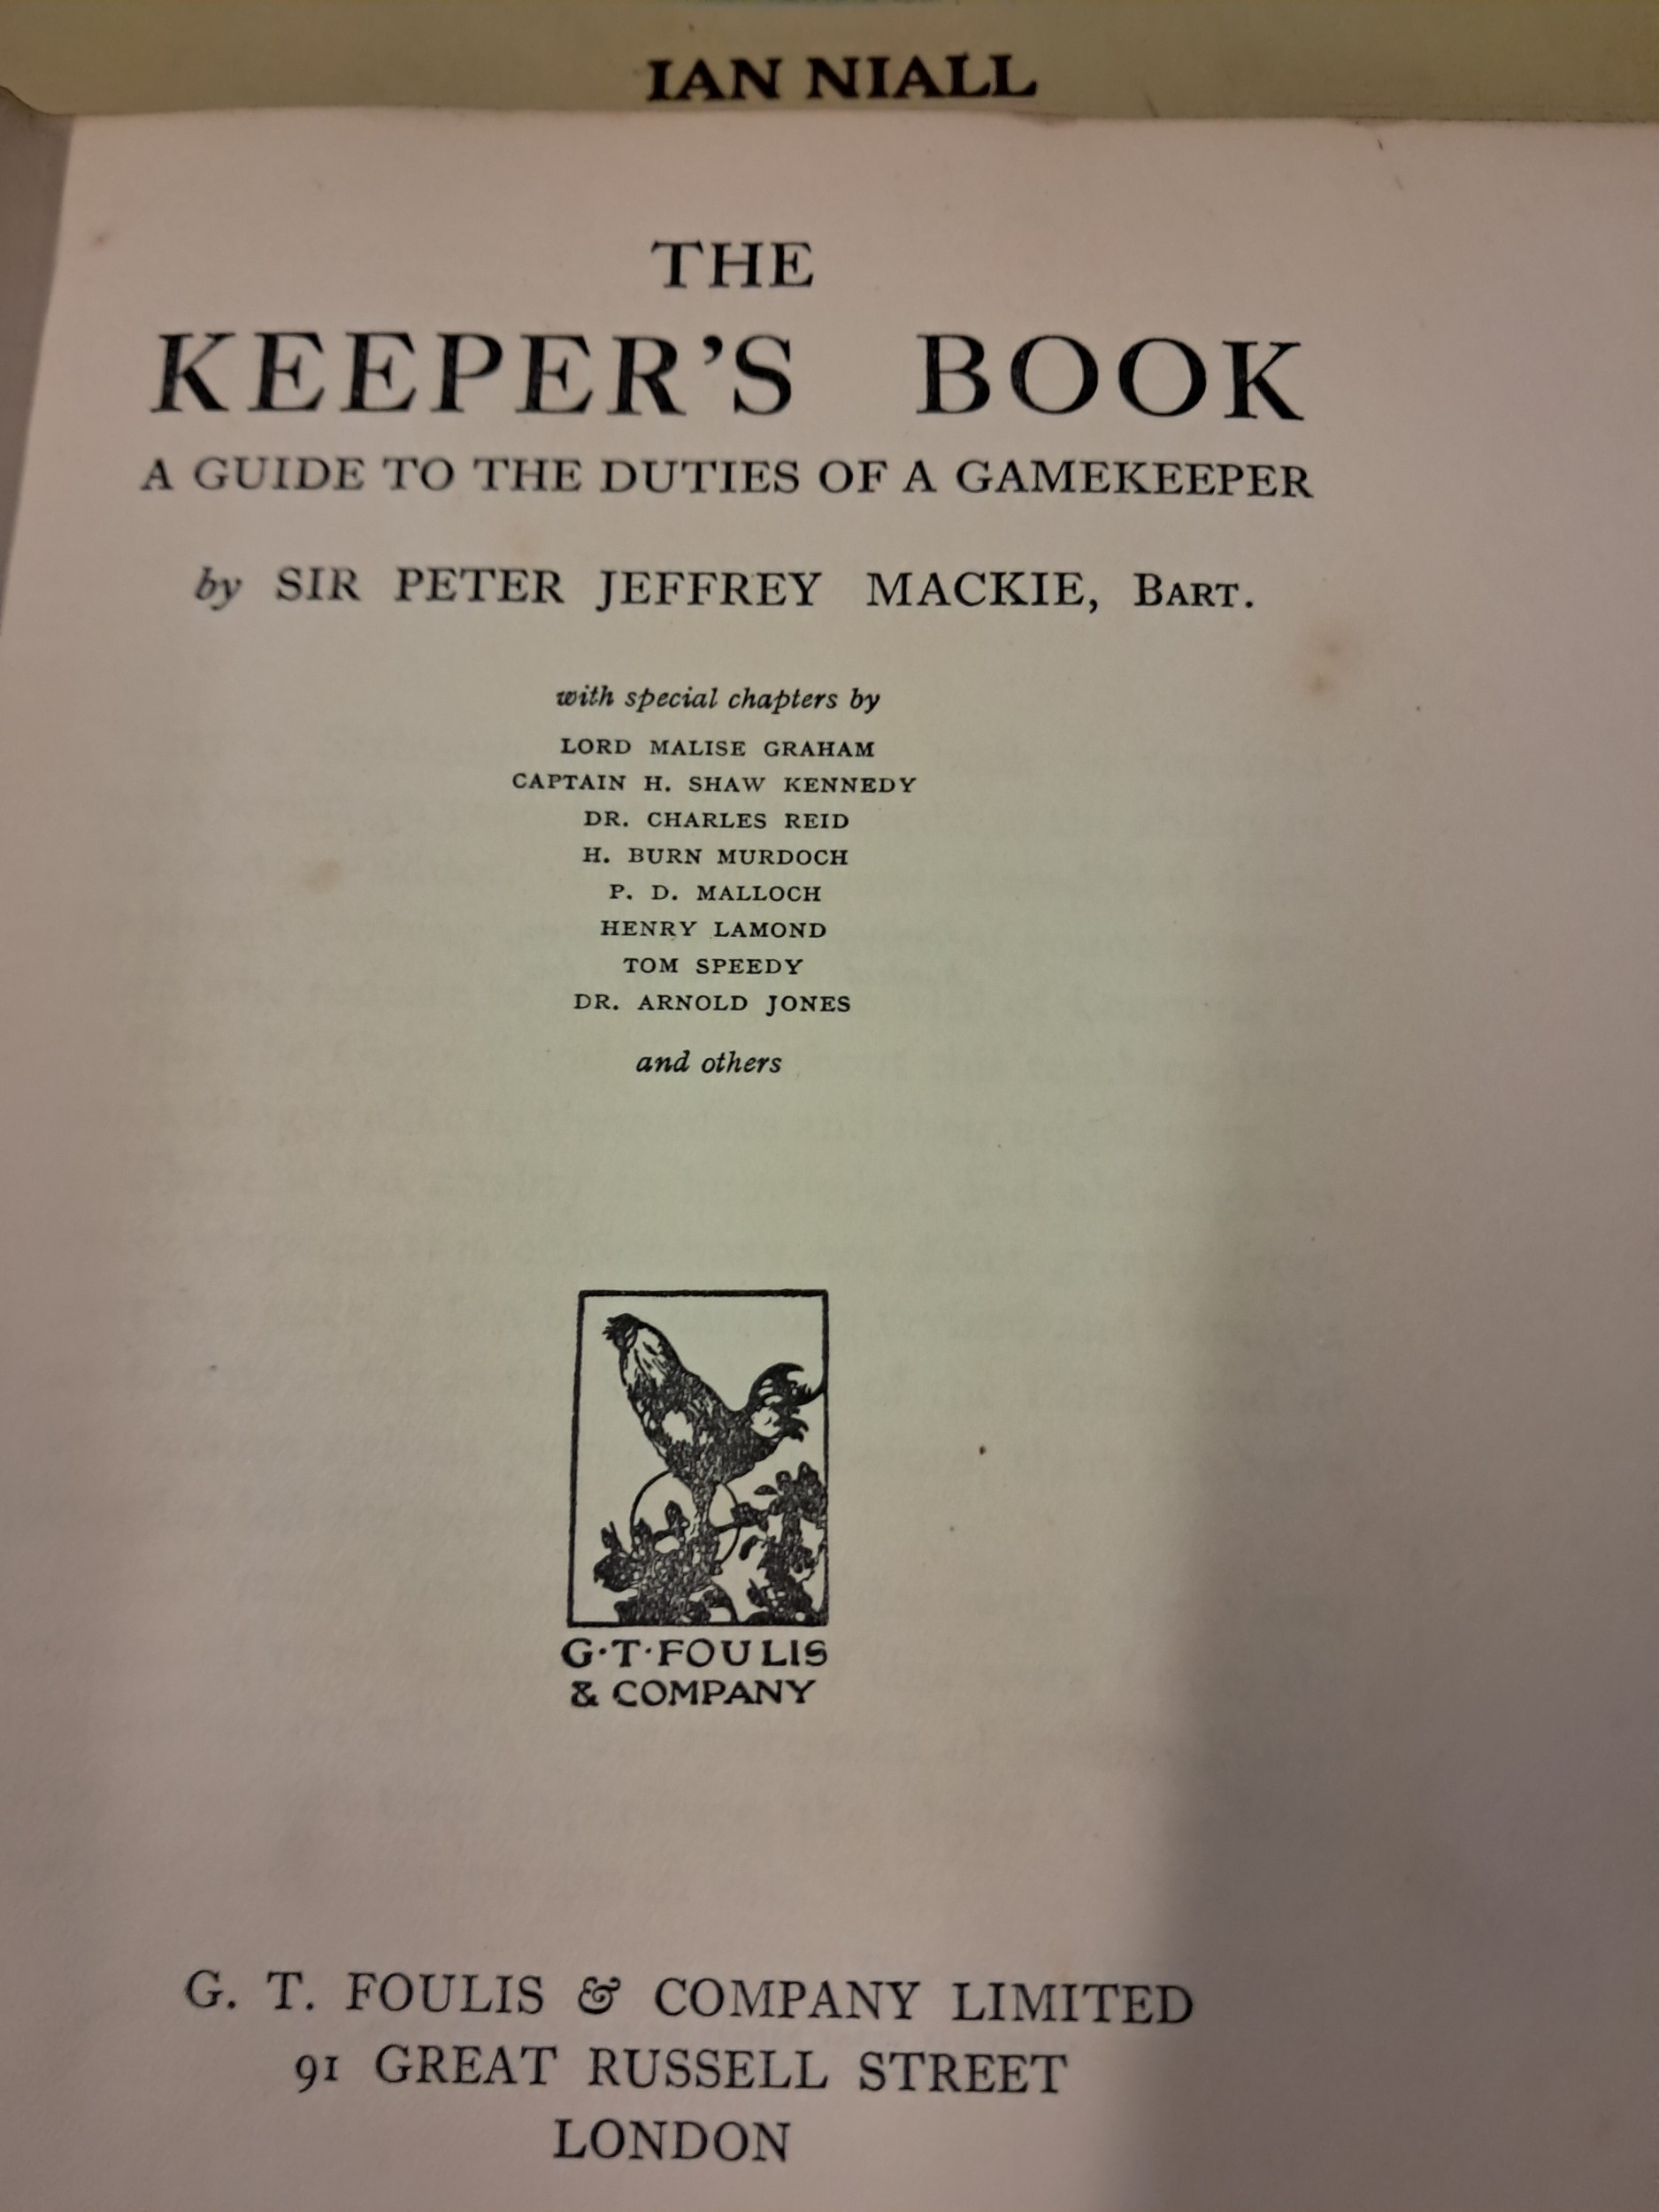 IAN NIALL
THE
KEEPER'S BOOK
A GUIDE TO THE DUTIES OF A GAMEKEEPER
by SIR PETER JEFFREY MACKIE, BART.
with special chapters by
LORD MALISE GRAHAM
CAPTAIN H. SHAW KENNEDY
DR. CHARLES REID
H. BURN MURDOCH
P. D. MALLOCH
HENRY LAMOND
TOM SPEEDY
DR. ARNOLD JONES
and others
G·T·FOULIS
& COMPANY
G. T. FOULIS & COMPANY LIMITED
91 GREAT RUSSELL STREET
LONDON